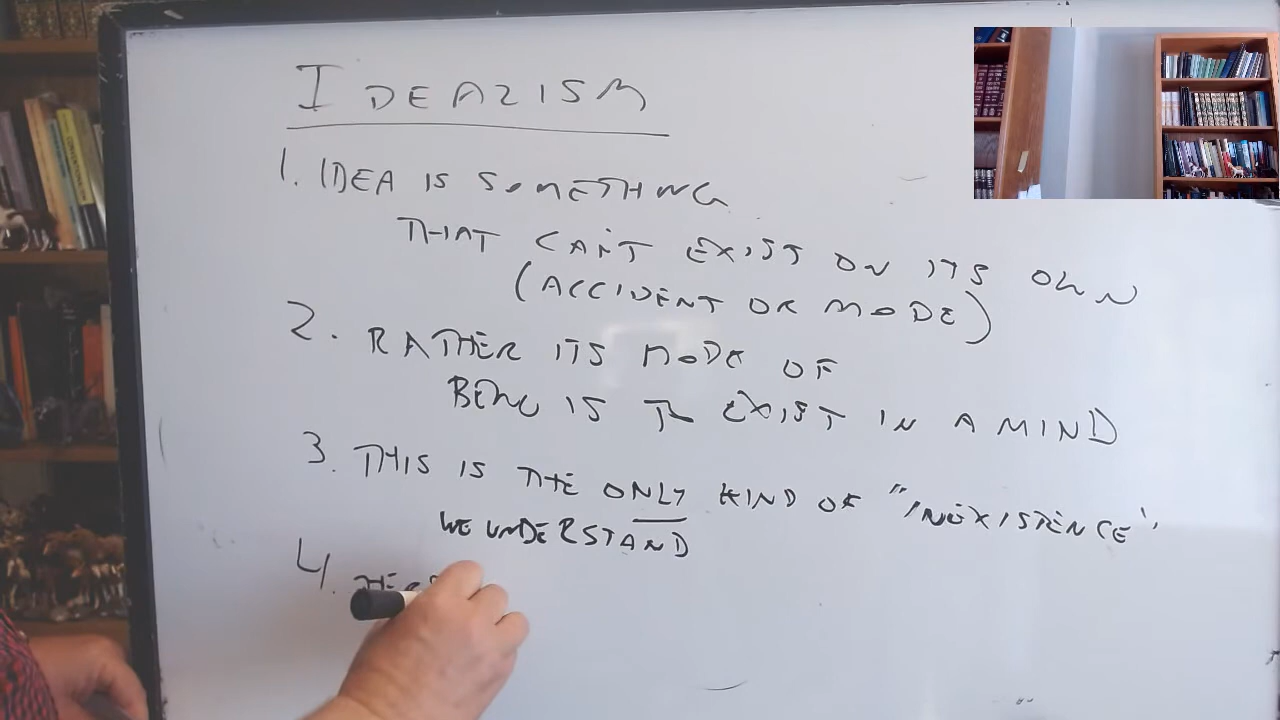 IDEALISM
1. IDEA IS SOMETHING
THAT CAN'T EXIST ON ITS OWN
(ACCIDENT OR MODE)
2. RATHER ITS MODE OF
BEING IS TO EXIST IN A MIND
3. THIS IS THE ONLY KIND OF "INEXISTENCE"
WE UNDERSTAND
4.